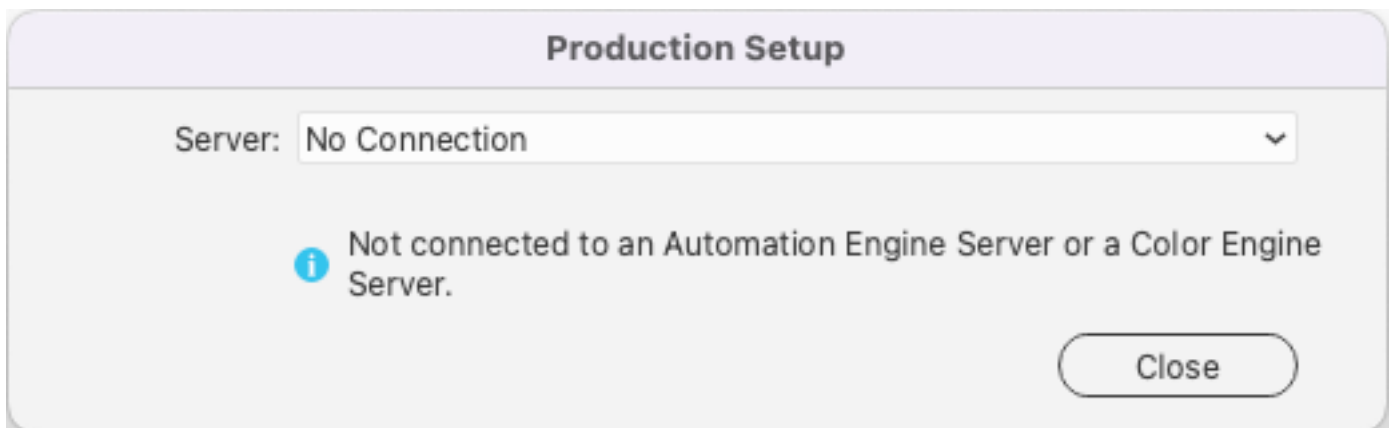 Production Setup
Server: No Connection
Not connected to an Automation Engine Server or a Color Engine
Server.
Close